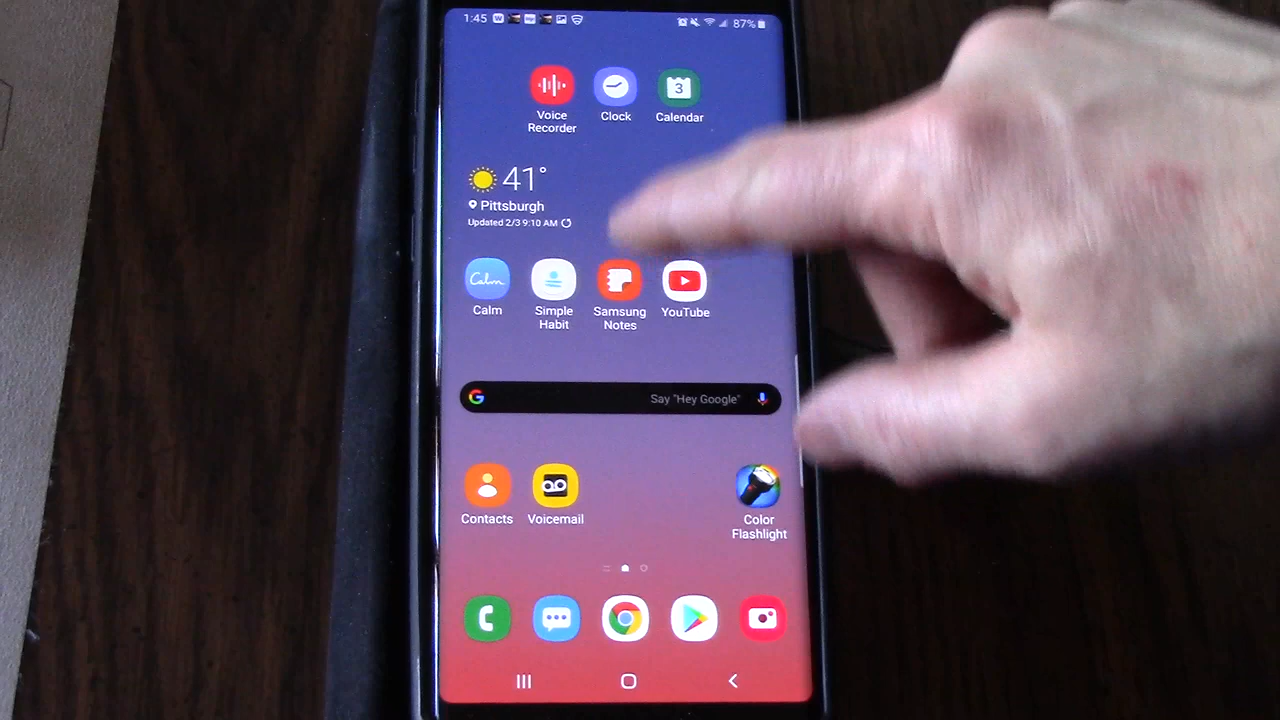 1:45
87%
3
Voice Recorder
Clock
Calendar
41°
Pittsburgh
Updated 2/3 9:10 AM
Calm
Calm
Simple Habit
Samsung Notes
YouTube
G
Say "Hey Google"
Contacts
Voicemail
Color Flashlight